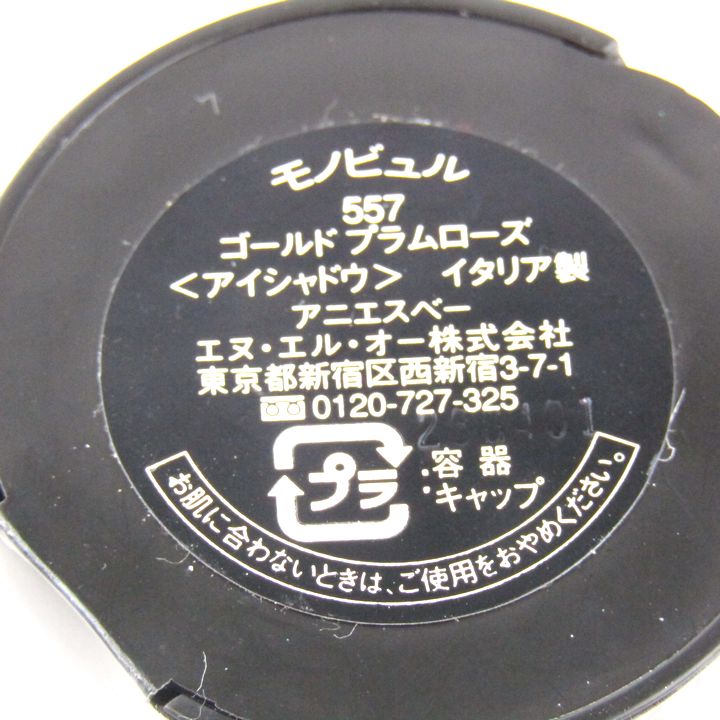 モノビュル
557
ゴールド プラムローズ
<アイシャドウ> イタリア製
アニエスベー
エヌ・エル・オー株式会社
東京都新宿区西新宿3-7-1
0120-727-325
プラ
:容器
:キャップ
お肌に合わないときは、ご使用をおやめください。